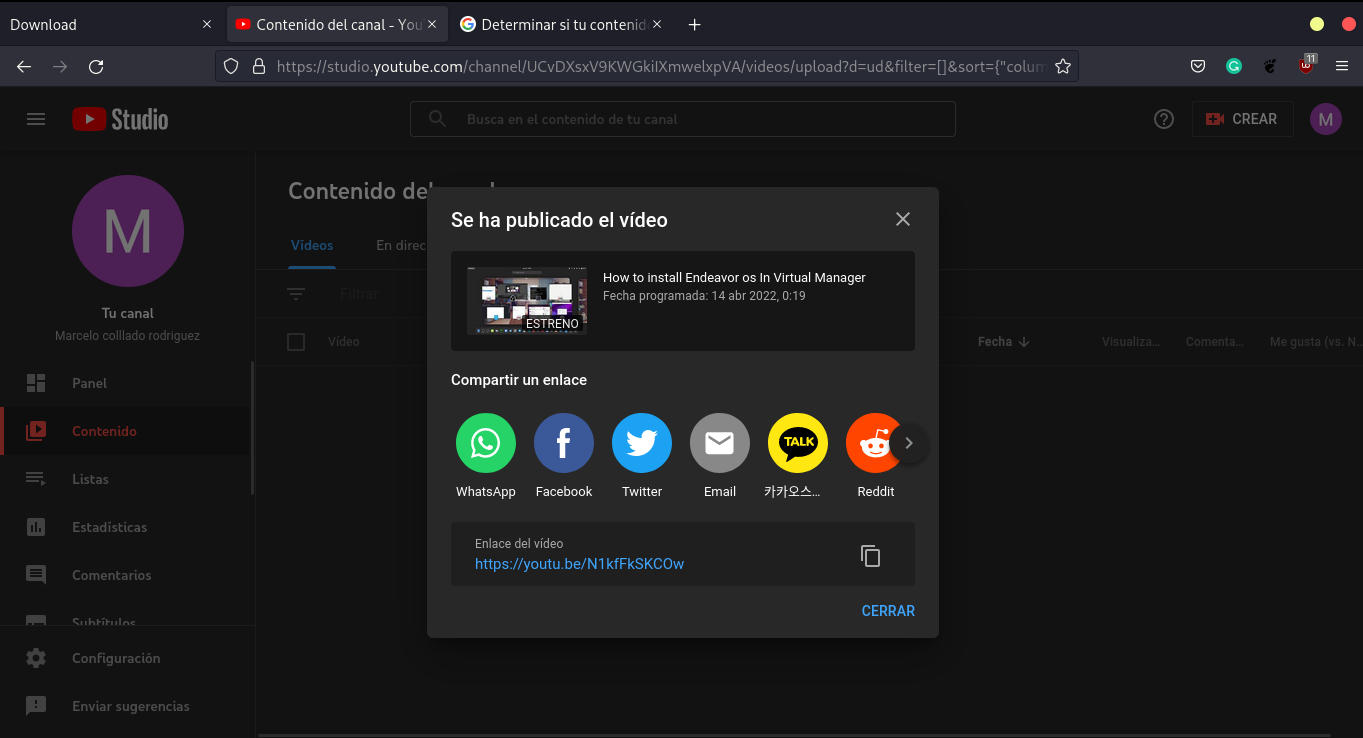 Download
Contenido del canal - You
Determinar si tu contenid
https://studio.youtube.com/channel/UCvDXsxV9KWGkiIXmwelxpVA/videos/upload?d=ud&filter=[]&sort={"colum
11
Studio
Busca en el contenido de tu canal
CREAR
M
M
Contenido del
Vídeos
En direc
Filtrar
Tu canal
Marcelo colllado rodriguez
Vídeo
Fecha
Visualiza...
Comenta...
Me gusta (vs. N...
Panel
Contenido
Listas
Estadísticas
Comentarios
Subtítulos
Configuración
Enviar sugerencias
Se ha publicado el vídeo
How to install Endeavor os In Virtual Manager
Fecha programada: 14 abr 2022, 0:19
ESTRENO
Compartir un enlace
TALK
WhatsApp
Facebook
Twitter
Email
카카오스...
Reddit
Enlace del vídeo
https://youtu.be/N1kfFkSKCOw
CERRAR